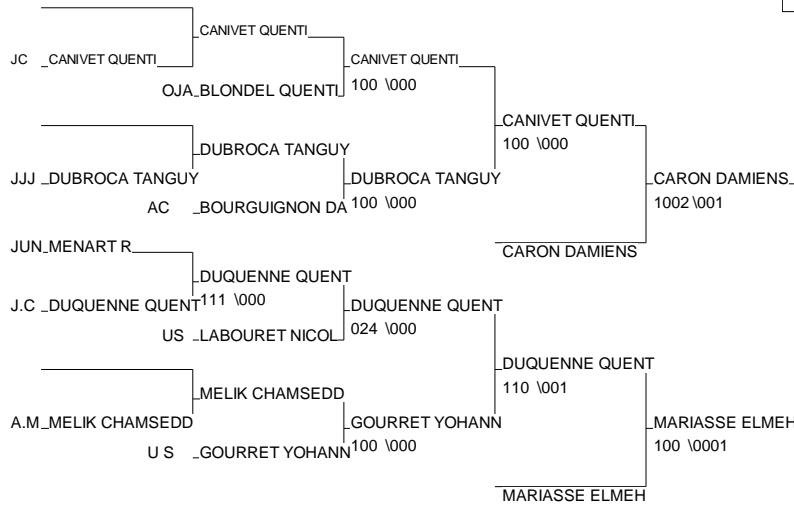 CANIVET QUENTI
JC CANIVET QUENTI CANIVET QUENTI
OJA BLONDEL QUENTI 100 \000
CANIVET QUENTI
100 \000
DUBROCA TANGUY
JJJ DUBROCA TANGUY DUBROCA TANGUY CARON DAMIENS
AC BOURGUIGNON DA 100 \000 1002 \001
JUN MENART R CARON DAMIENS
DUQUENNE QUENT
J.C DUQUENNE QUENT 111 \000 DUQUENNE QUENT
US LABOURET NICOL 024 \000
DUQUENNE QUENT
110 \001
MELIK CHAMSEDD
A.M MELIK CHAMSEDD GOURRET YOHANN MARIASSE ELMEH
U S GOURRET YOHANN 100 \000 100 \0001
MARIASSE ELMEH